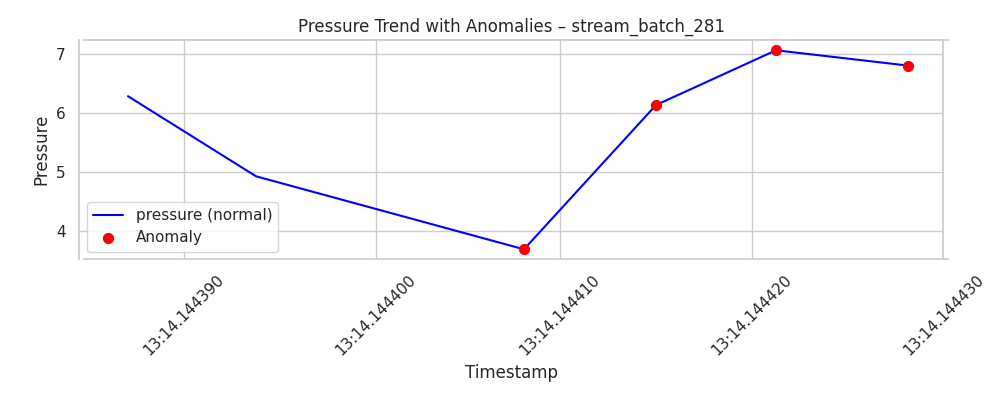 Pressure Trend with Anomalies – stream_batch_281
Pressure
7
6
5
4
pressure (normal)
Anomaly
13:14.144390
13:14.144400
13:14.144410
13:14.144420
13:14.144430
Timestamp